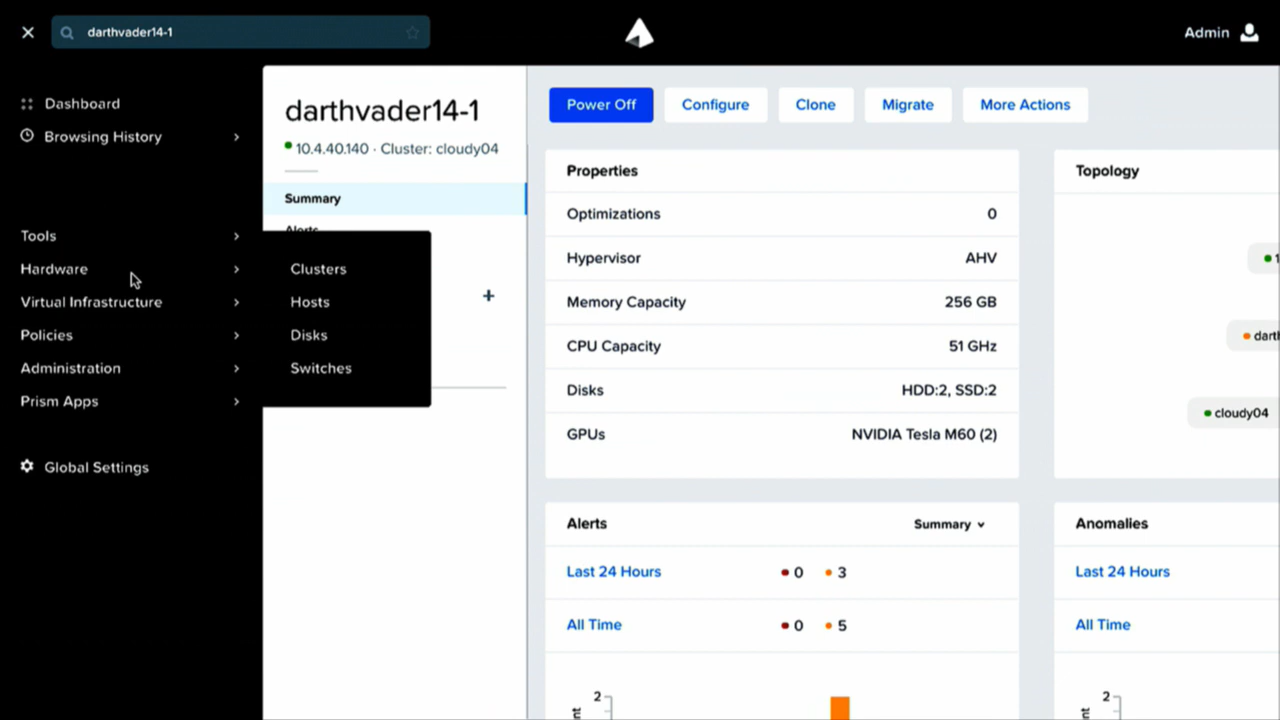 darthvader14-1
Admin
Dashboard
Browsing History
Tools
Hardware
Virtual Infrastructure
Policies
Administration
Prism Apps
Global Settings
Clusters
Hosts
Disks
Switches
darthvader14-1
10.4.40.140 · Cluster: cloudy04
Summary
Alerts
+
Power Off
Configure
Clone
Migrate
More Actions
Properties
Optimizations 0
Hypervisor AHV
Memory Capacity 256 GB
CPU Capacity 51 GHz
Disks HDD:2, SSD:2
GPUs NVIDIA Tesla M60 (2)
Topology
1
dart
cloudy04
Alerts Summary
Last 24 Hours 0 3
All Time 0 5
2
Anomalies
Last 24 Hours
All Time
2